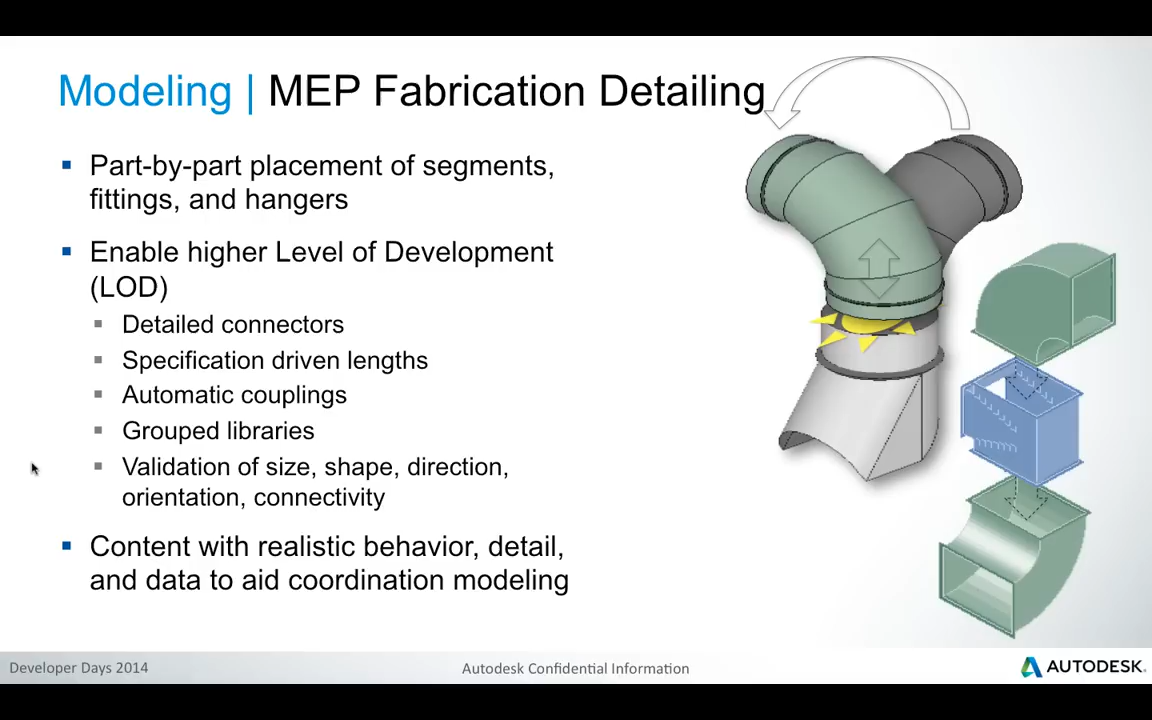 Modeling | MEP Fabrication Detailing
▪ Part-by-part placement of segments,
fittings, and hangers
▪ Enable higher Level of Development
(LOD)
▪ Detailed connectors
▪ Specification driven lengths
▪ Automatic couplings
▪ Grouped libraries
▪ Validation of size, shape, direction,
orientation, connectivity
▪ Content with realistic behavior, detail,
and data to aid coordination modeling
Developer Days 2014
Autodesk Confidential Information
AUTODESK.